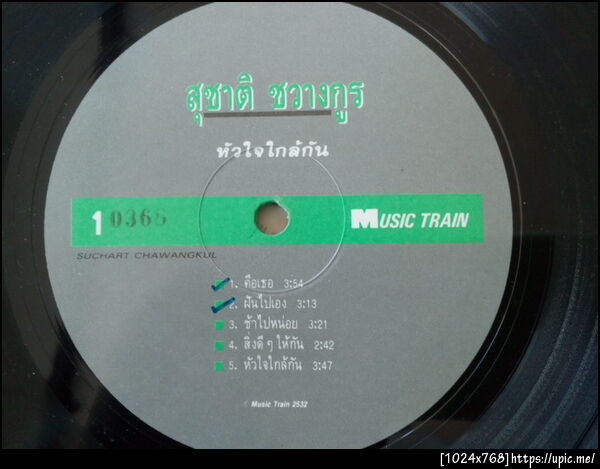 สุชาติ ชวางกูร
หัวใจใกล้กัน
1 0365 MUSIC TRAIN
SUCHART CHAWANGKUL
1. คือเธอ 3:54
2. ฝันไปเอง 3:13
3. ช้าไปหน่อย 3:21
4. สิ่งดีๆ ให้กัน 2:42
5. หัวใจใกล้กัน 3:47
Music Train 2532
[1024x768]https://upic.me/